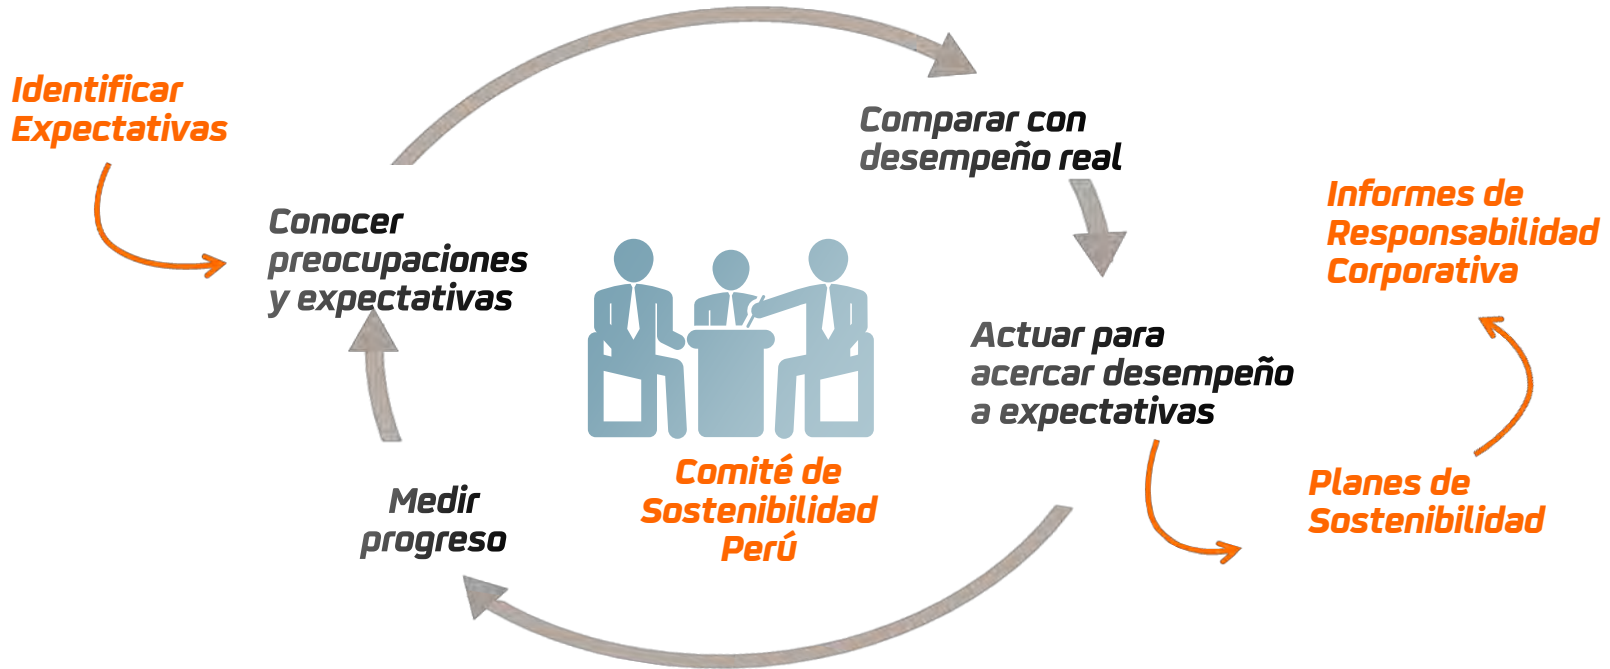 Identificar
Expectativas
Conocer
preocupaciones
y expectativas
Comparar con
desempeño real
Actuar para
acercar desempeño
a expectativas
Informes de
Responsabilidad
Corporativa
Planes de
Sostenibilidad
Medir
progreso
Comité de
Sostenibilidad
Perú